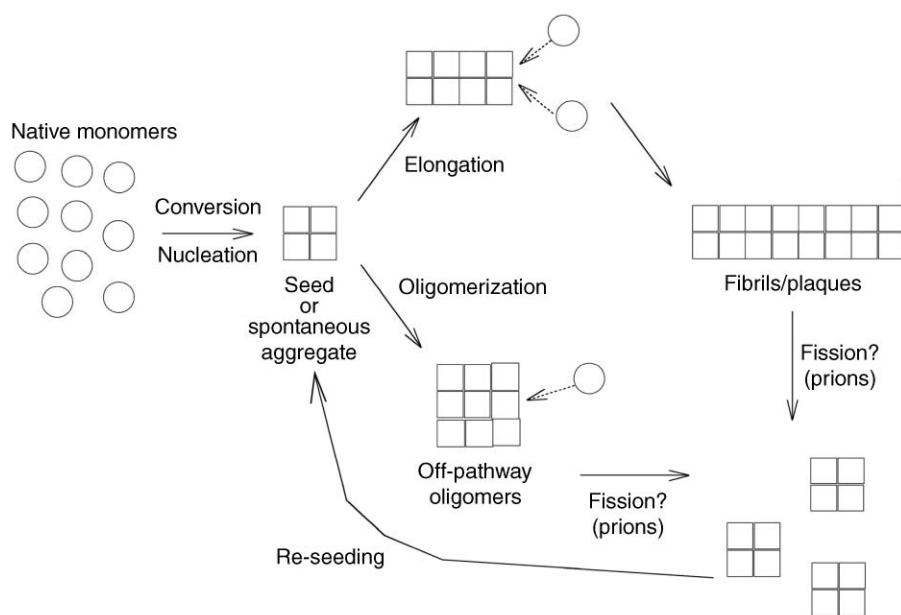 Native monomers
Conversion
Nucleation
Seed
or
spontaneous
aggregate
Elongation
Oligomerization
Off-pathway
oligomers
Fibrils/plaques
Fission?
(prions)
Fission?
(prions)
Re-seeding